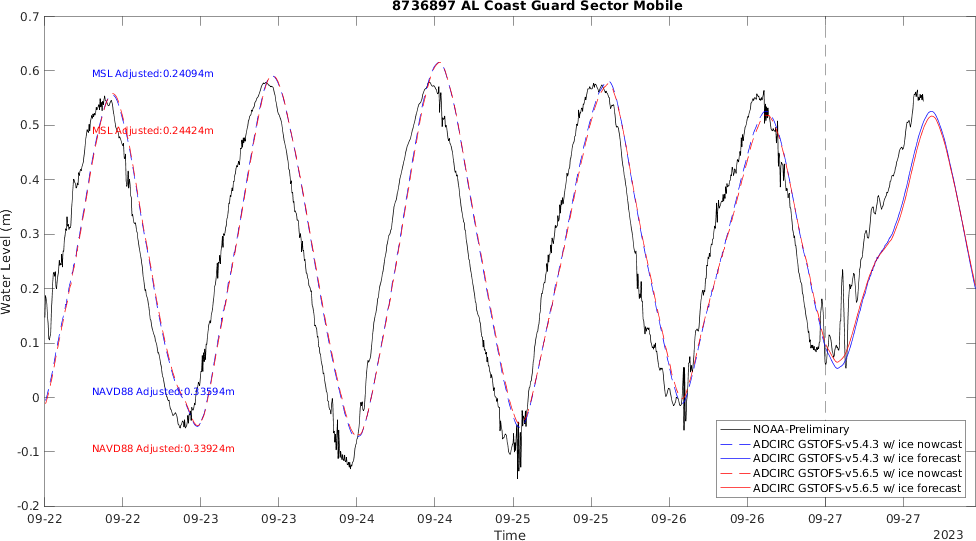 8736897 AL Coast Guard Sector Mobile
0.7
0.6
0.5
0.4
0.3
0.2
0.1
0
-0.1
-0.2
Water Level (m)
MSL Adjusted:0.24094m
MSL Adjusted:0.24424m
NAVD88 Adjusted:0.33594m
NAVD88 Adjusted:0.33924m
NOAA-Preliminary
ADCIRC GSTOFS-v5.4.3 w/ ice nowcast
ADCIRC GSTOFS-v5.4.3 w/ ice forecast
ADCIRC GSTOFS-v5.6.5 w/ ice nowcast
ADCIRC GSTOFS-v5.6.5 w/ ice forecast
09-22 09-22 09-23 09-23 09-24 09-24 09-25 09-25 09-26 09-26 09-27 09-27
Time
2023